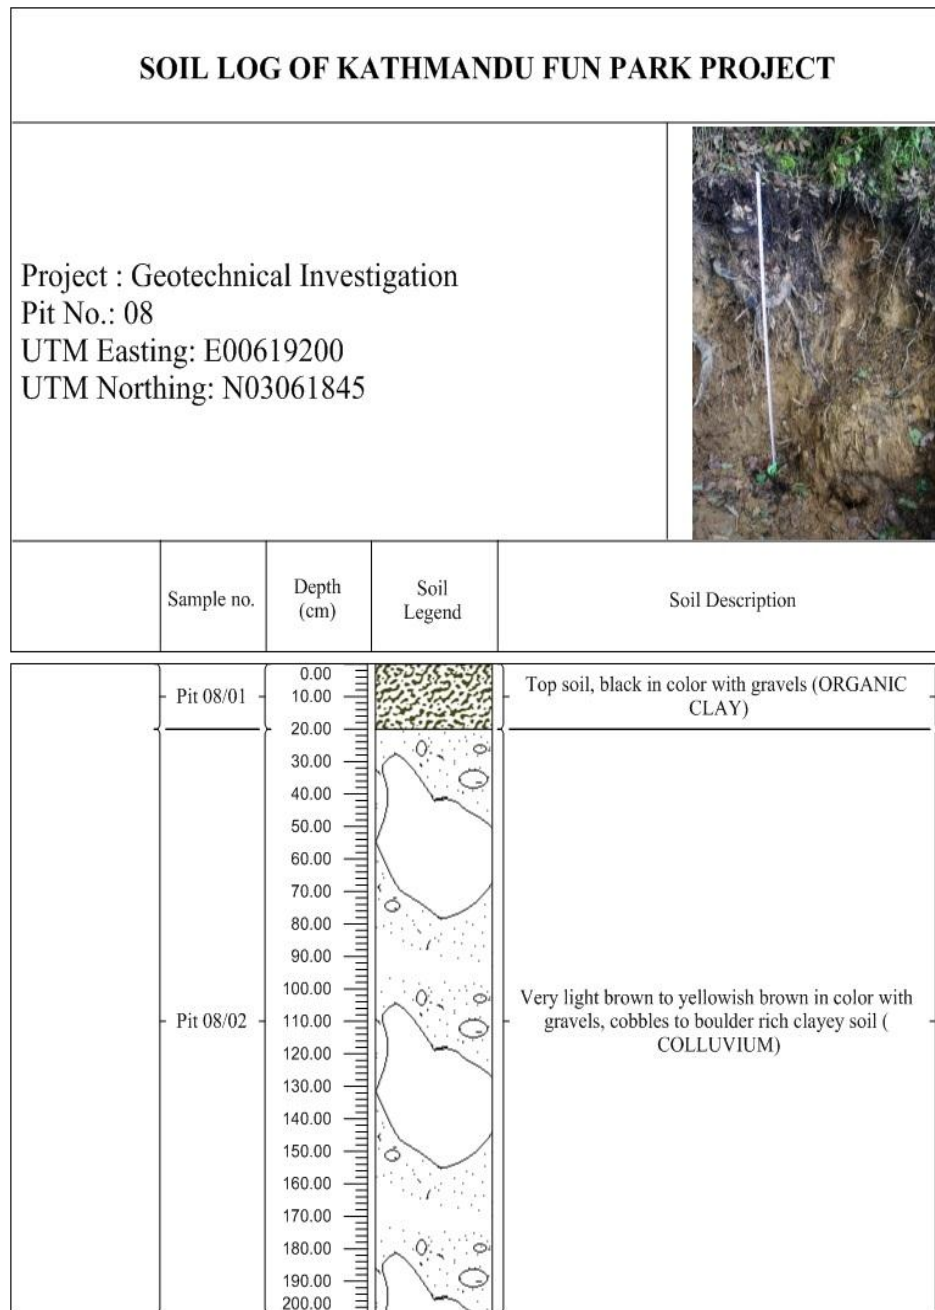 SOIL LOG OF KATHMANDU FUN PARK PROJECT
Project : Geotechnical Investigation
Pit No.: 08
UTM Easting: E00619200
UTM Northing: N03061845
Sample no.
Depth
(cm)
Soil
Legend
Soil Description
0.00
Pit 08/01
10.00
Top soil, black in color with gravels (ORGANIC
CLAY)
20.00
30.00
40.00
50.00
60.00
70.00
80.00
90.00
100.00
Pit 08/02
110.00
Very light brown to yellowish brown in color with
gravels, cobbles to boulder rich clayey soil (
COLLUVIUM)
120.00
130.00
140.00
150.00
160.00
170.00
180.00
190.00
200.00